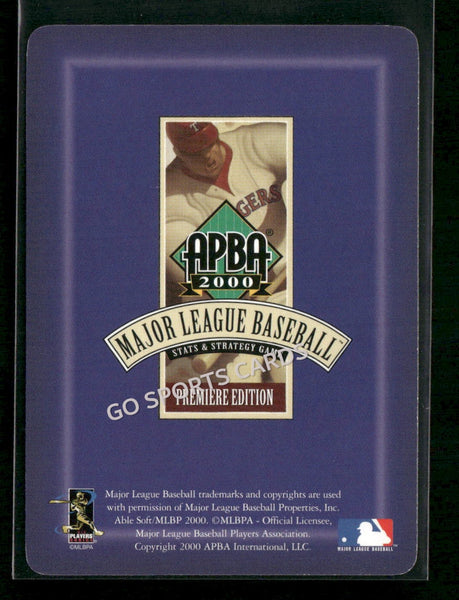 T
GERS
APBA®
2000
MAJOR LEAGUE BASEBALL™
STATS & STRATEGY GAME
GO SPORTS CARDS
PREMIERE EDITION
Major League Baseball trademarks and copyrights are used
with permission of Major League Baseball Properties, Inc.
Able Soft/MLBP 2000. ©MLBPA - Official Licensee,
Major League Baseball Players Association.
Copyright 2000 APBA International, LLC.
PLAYERS
CHOICE
©MLBPA
MAJOR LEAGUE BASEBALL